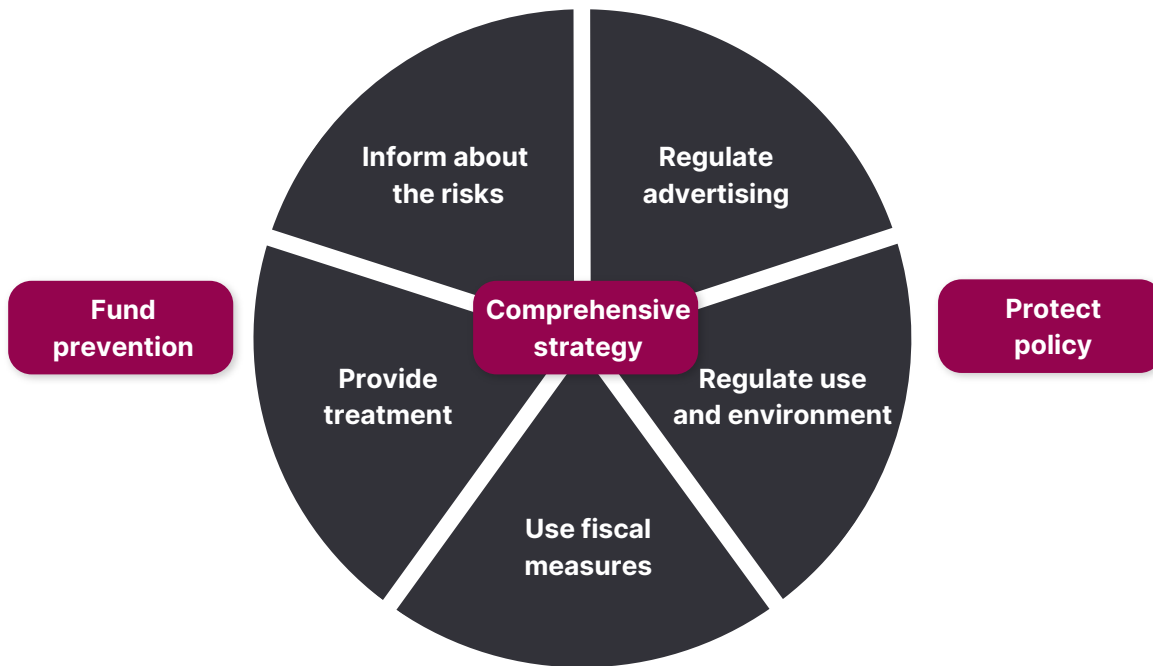 Inform about
the risks
Regulate
advertising
Fund
prevention
Comprehensive
strategy
Protect
policy
Provide
treatment
Regulate use
and environment
Use fiscal
measures